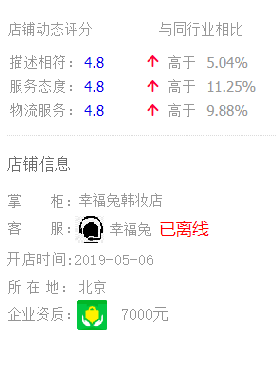 店铺动态评分 与同行业相比
描述相符： 4.8 高于 5.04%
服务态度： 4.8 高于 11.25%
物流服务： 4.8 高于 9.88%
店铺信息
掌 柜：幸福兔韩妆店
客 服： 幸福兔 已离线
开店时间:2019-05-06
所 在 地： 北京
企业资质： 7000元